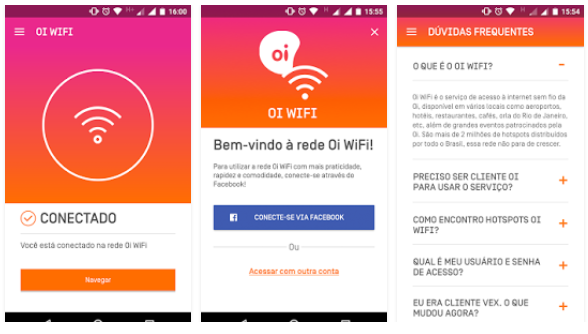 16:00
OI WIFI
CONECTADO
Você está conectado na rede Oi WiFi
Navegar
15:55
oi
OI WIFI
Bem-vindo à rede Oi WiFi!
Para utilizar a rede Oi WiFi com mais praticidade,
rapidez e comodidade, conecte-se através do
Facebook!
CONECTE-SE VIA FACEBOOK
Ou
Acessar com outra conta
15:54
DÚVIDAS FREQUENTES
O QUE É O OI WIFI?
Oi WiFi é o serviço de acesso à internet sem fio da
Oi, disponível em vários locais como aeroportos,
hotéis, restaurantes, cafés, orla do Rio de Janeiro,
etc, além de grandes eventos patrocinados pela
Oi. São mais de 2 milhões de hotspots distribuídos
por todo o Brasil, essa rede não para de crescer.
PRECISO SER CLIENTE OI
PARA USAR O SERVIÇO?
COMO ENCONTRO HOTSPOTS OI
WIFI?
QUAL É MEU USUÁRIO E SENHA
DE ACESSO?
EU ERA CLIENTE VEX. O QUE
MUDOU AGORA?